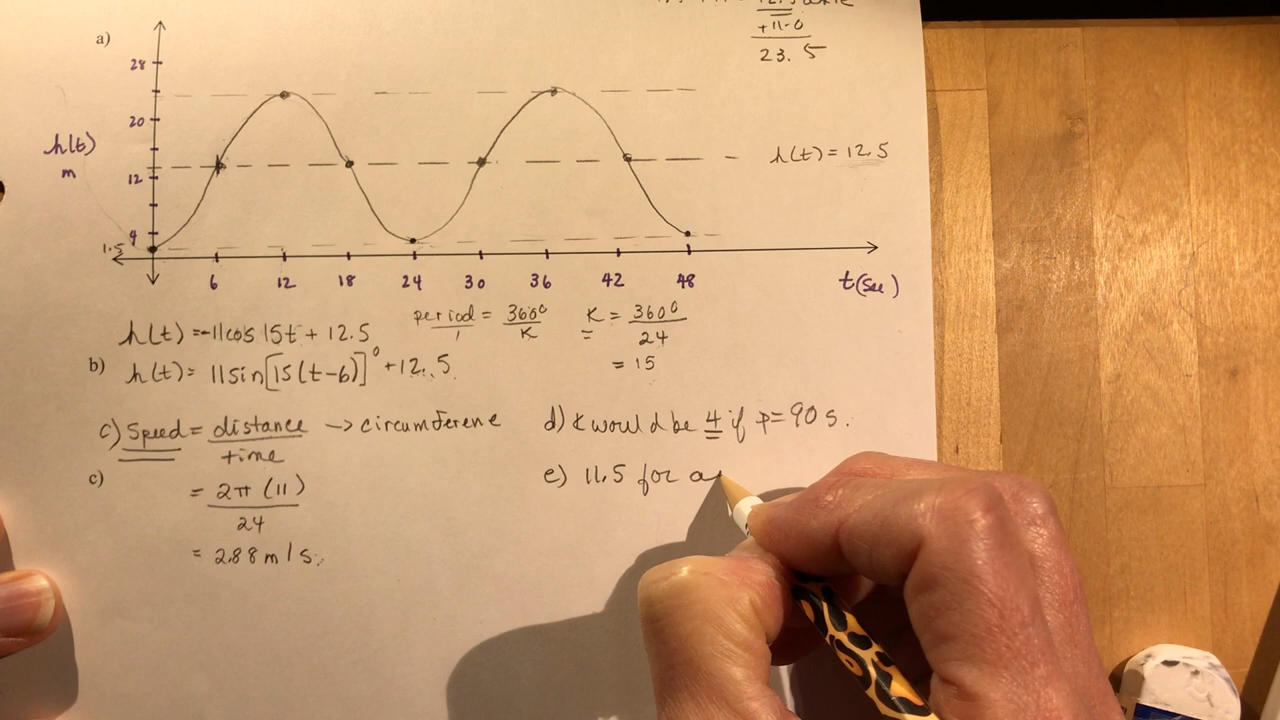 +11.0
23.5
a)
28
20
h(t)
m
12
4
1.5
h(t) = 12.5
6 12 18 24 30 36 42 48
t(sec)
h(t) = -11cos 15t + 12.5
period = 360° / K
K = 360° / 24
= 15
b) h(t) = 11sin[15(t-6)]° + 12.5
c) Speed = distance / time -> circumference
c)
= 2π (11) / 24
= 2.88 m/s.
d) K would be 4 if p = 90 s.
e) 11.5 for